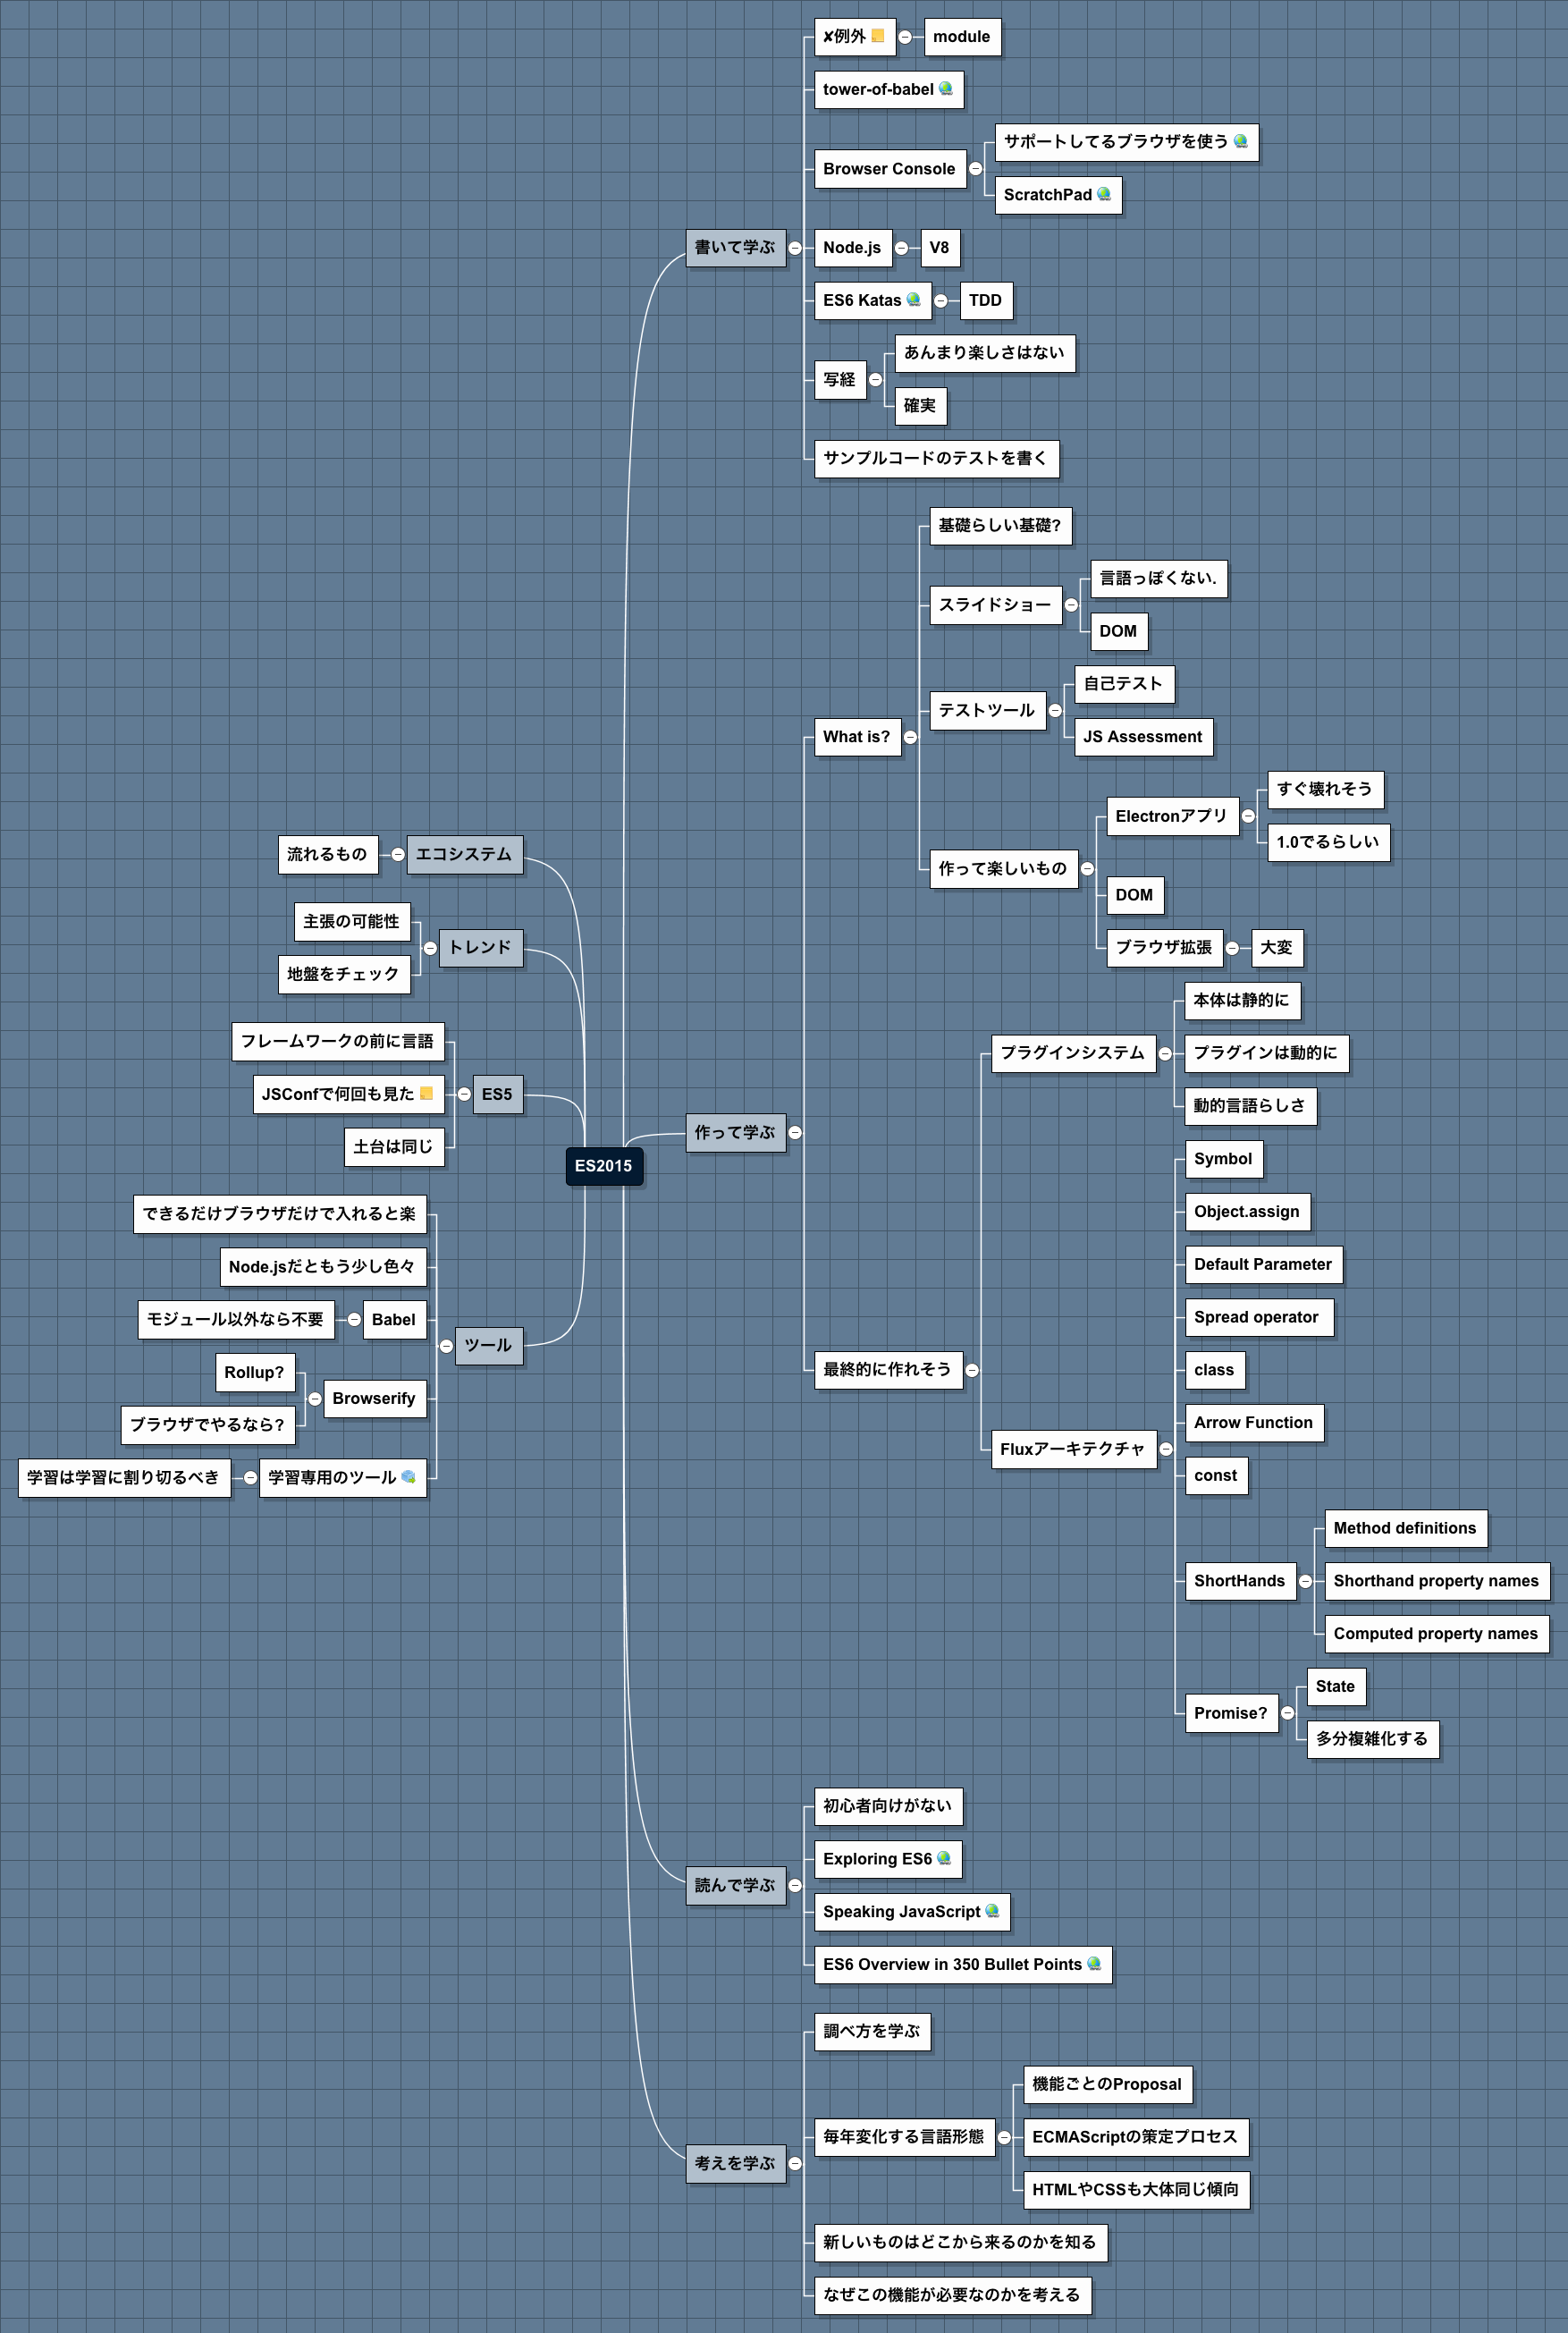 ✘例外
module
tower-of-babel
Browser Console
サポートしてるブラウザを使う
ScratchPad
書いて学ぶ
Node.js
V8
ES6 Katas
TDD
写経
あんまり楽しさはない
確実
サンプルコードのテストを書く
What is?
基礎らしい基礎?
スライドショー
言語っぽくない.
DOM
テストツール
自己テスト
JS Assessment
作って楽しいもの
Electronアプリ
すぐ壊れそう
1.0でるらしい
DOM
ブラウザ拡張
大変
作って学ぶ
最終的に作れそう
プラグインシステム
本体は静的に
プラグインは動的に
動的言語らしさ
Fluxアーキテクチャ
Symbol
Object.assign
Default Parameter
Spread operator
class
Arrow Function
const
ShortHands
Method definitions
Shorthand property names
Computed property names
Promise?
State
多分複雑化する
読んで学ぶ
初心者向けがない
Exploring ES6
Speaking JavaScript
ES6 Overview in 350 Bullet Points
考えを学ぶ
調べ方を学ぶ
毎年変化する言語形態
機能ごとのProposal
ECMAScriptの策定プロセス
HTMLやCSSも大体同じ傾向
新しいものはどこから来るのかを知る
なぜこの機能が必要なのかを考える
ES2015
エコシステム
流れるもの
トレンド
主張の可能性
地盤をチェック
ES5
フレームワークの前に言語
JSConfで何回も見た
土台は同じ
ツール
できるだけブラウザだけで入れると楽
Node.jsだともう少し色々
Babel
モジュール以外なら不要
Browserify
Rollup?
ブラウザでやるなら?
学習専用のツール
学習は学習に割り切るべき